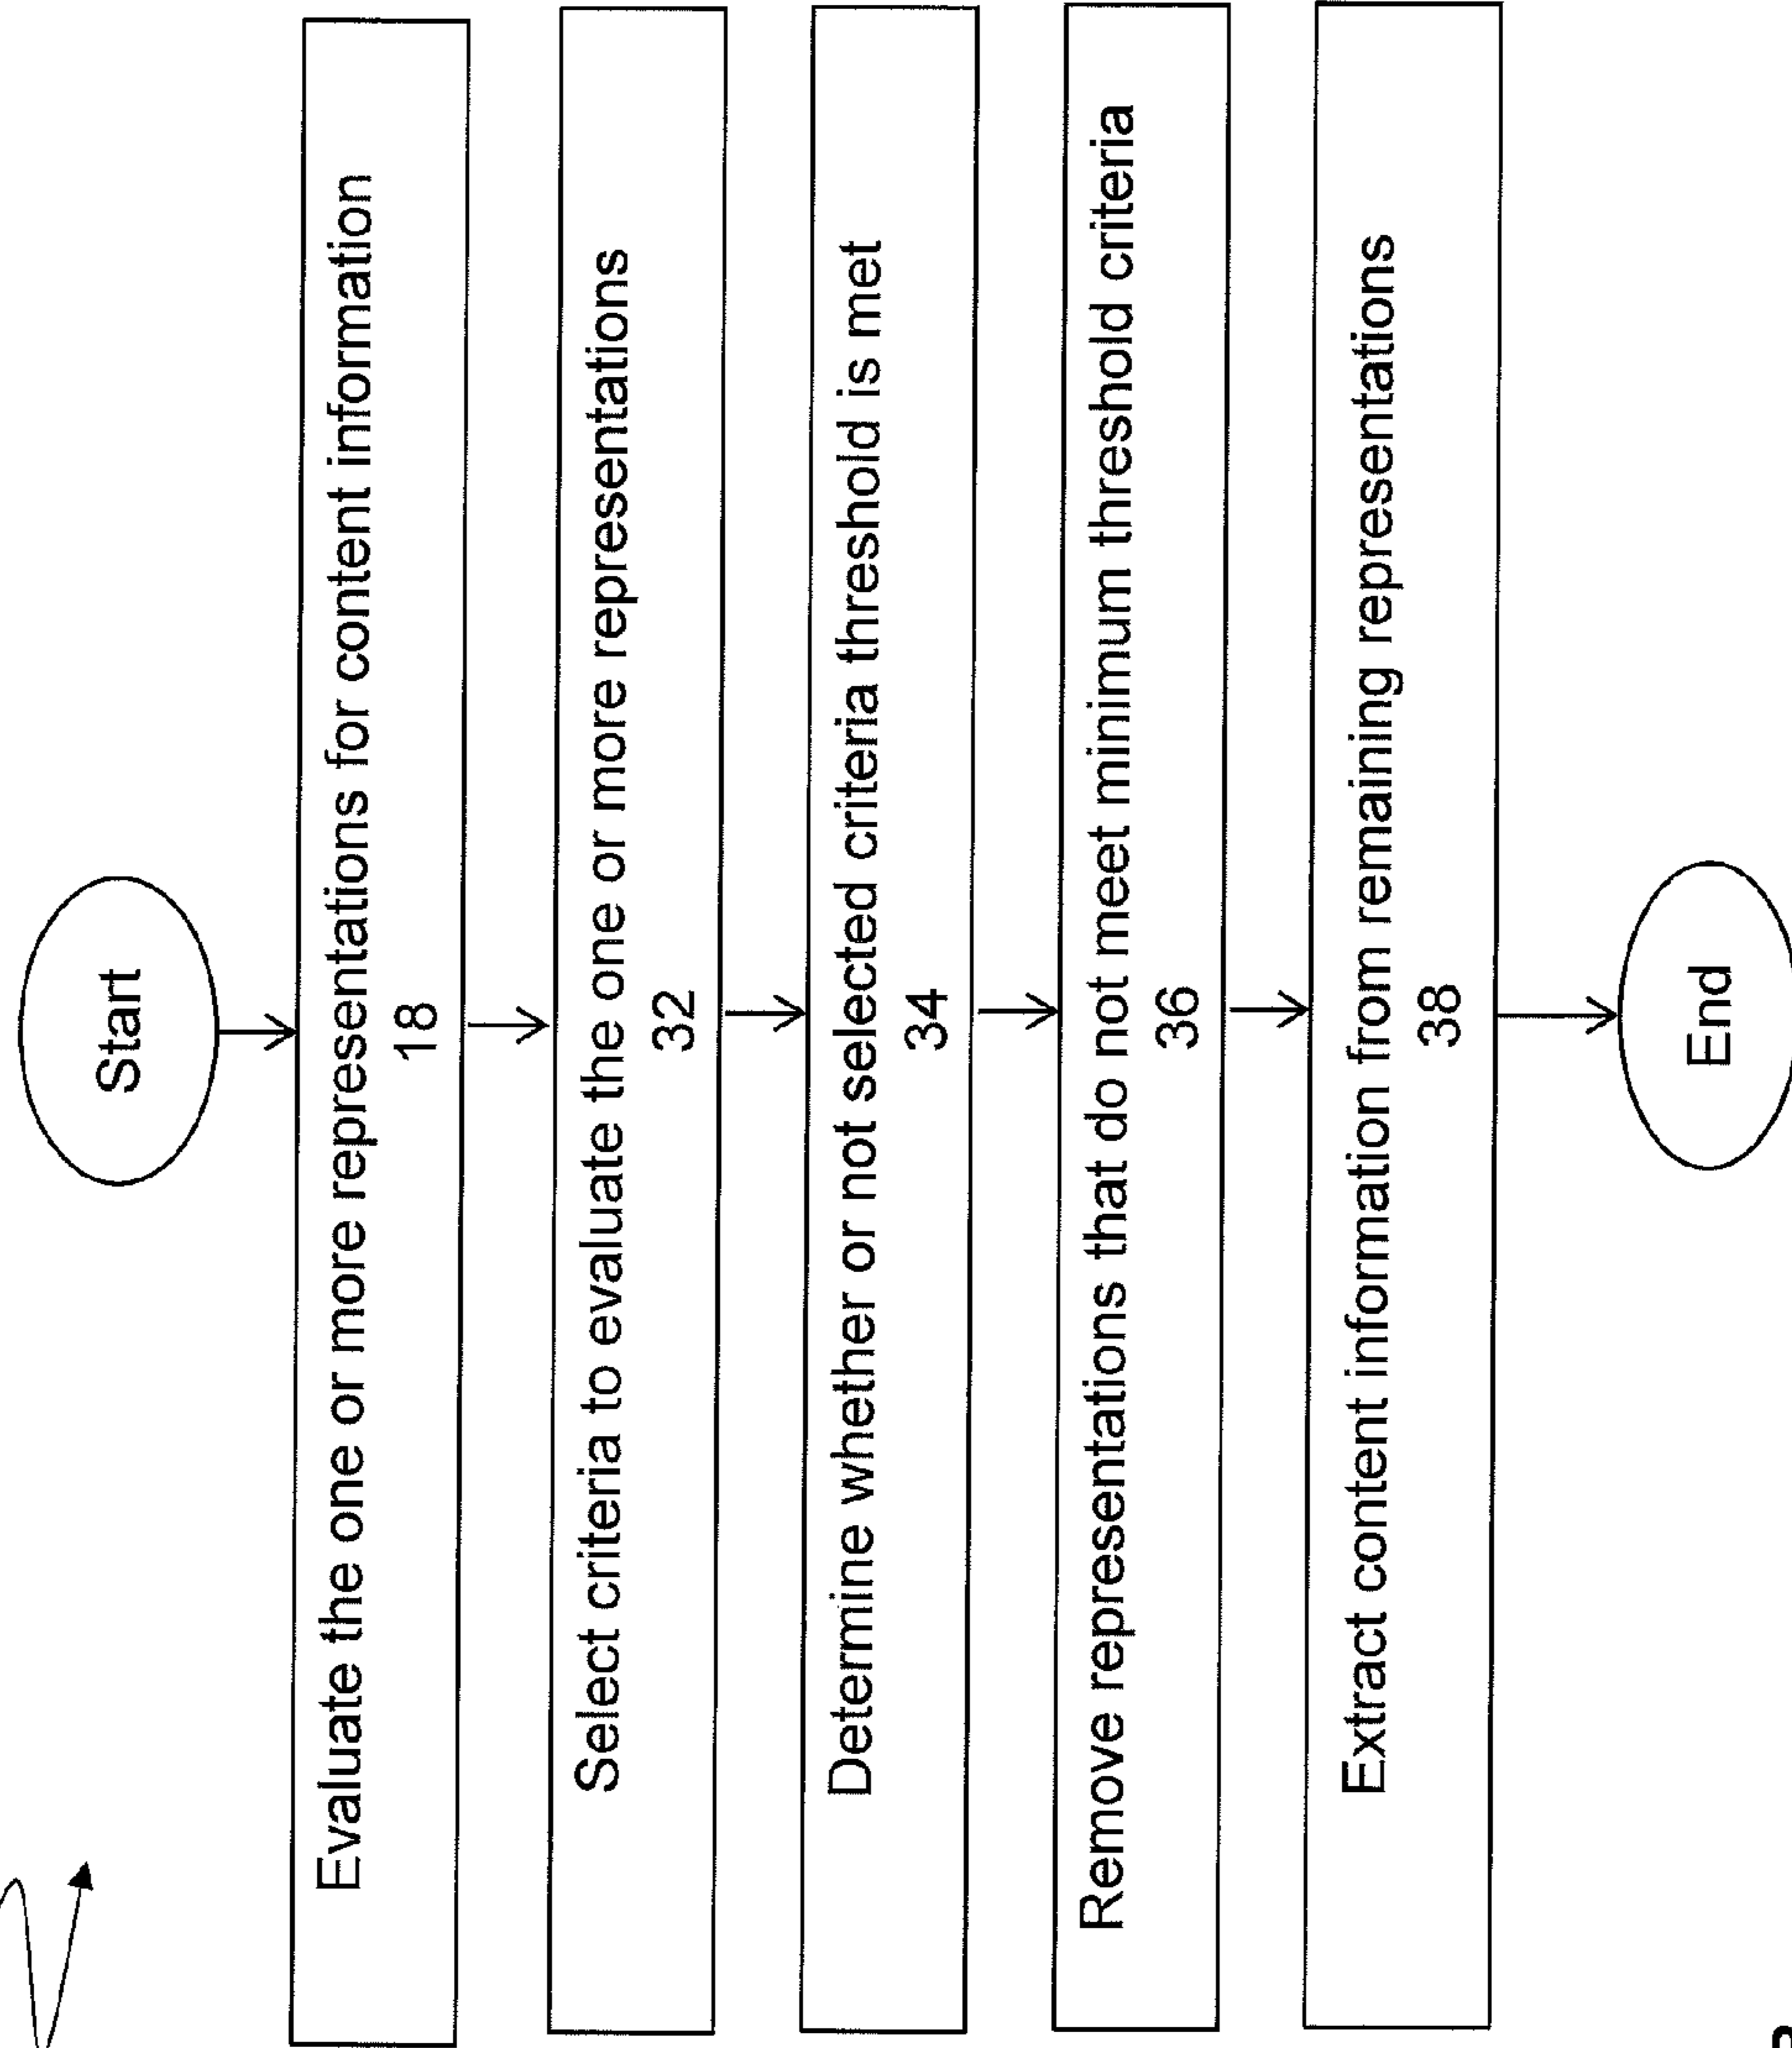 Start
Evaluate the one or more representations for content information
18
Select criteria to evaluate the one or more representations
32
Determine whether or not selected criteria threshold is met
34
Remove representations that do not meet minimum threshold criteria
36
Extract content information from remaining representations
38
End